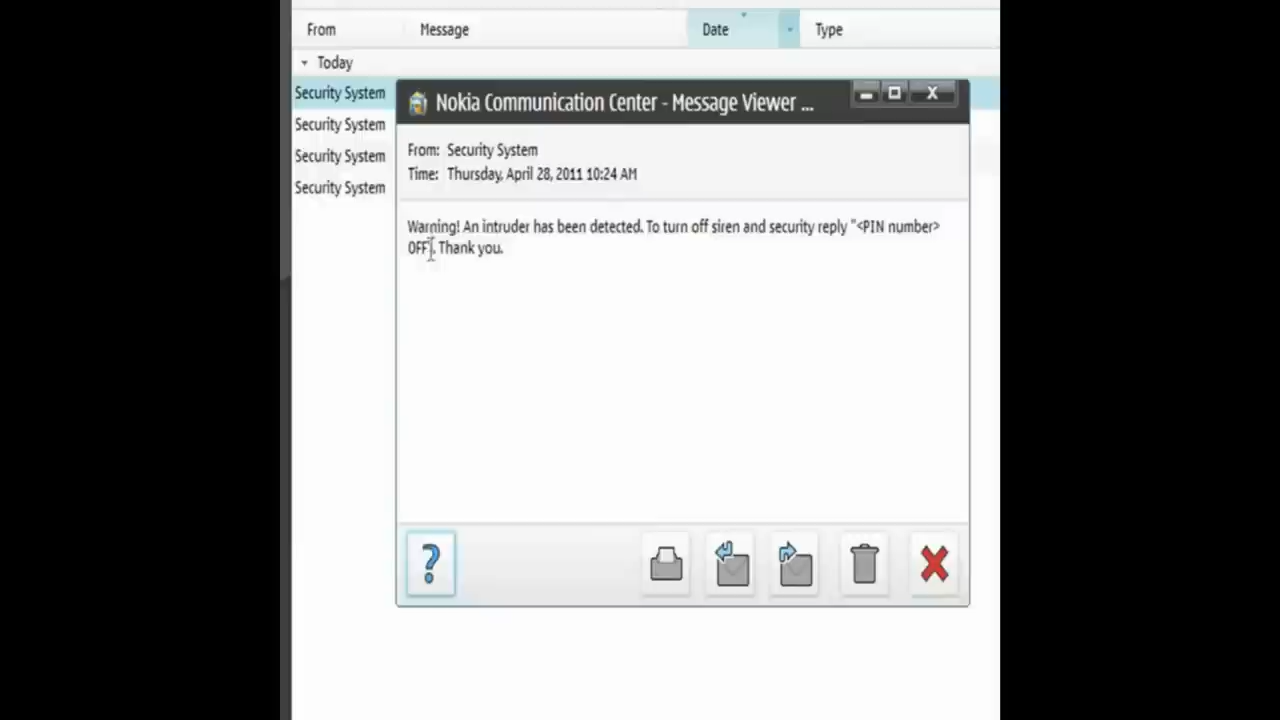 From Message Date Type
Today
Security System
Security System
Security System
Security System
Nokia Communication Center - Message Viewer ...
From: Security System
Time: Thursday, April 28, 2011 10:24 AM
Warning! An intruder has been detected. To turn off siren and security reply "<PIN number>
OFF). Thank you.